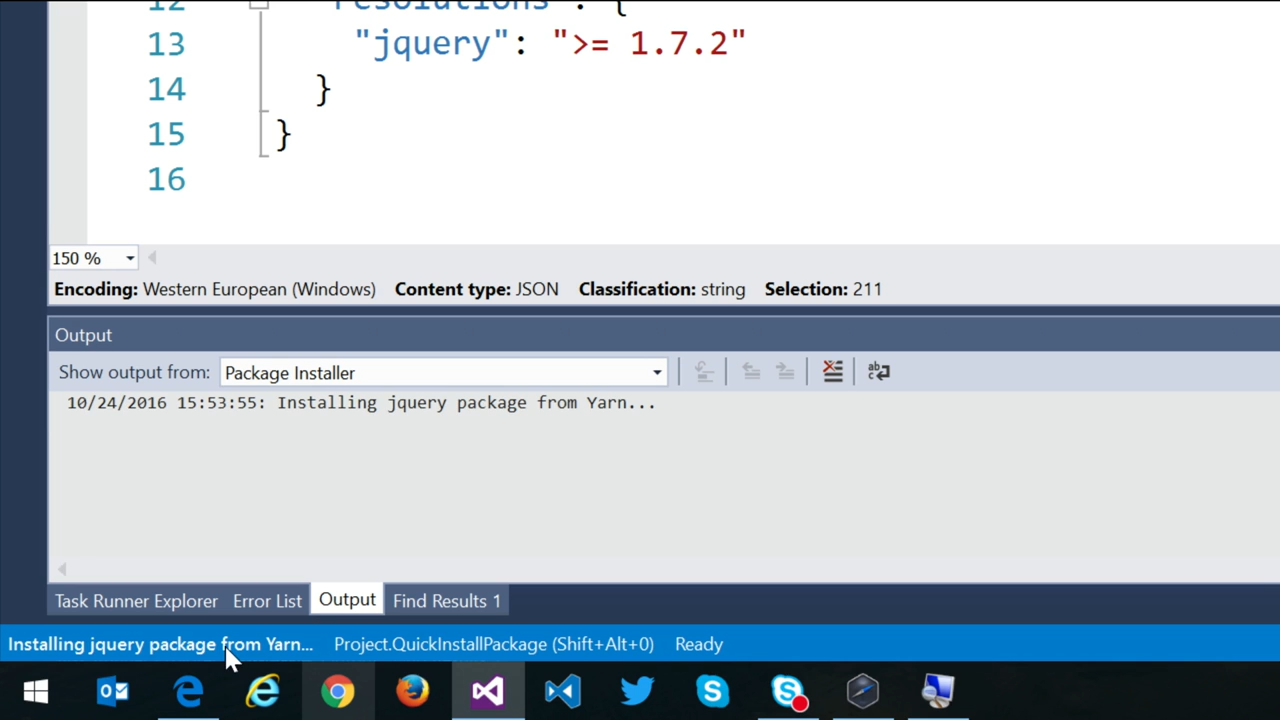 12 "resolutions": {
13 "jquery": ">= 1.7.2"
14 }
15 }
16
150 %
Encoding: Western European (Windows) Content type: JSON Classification: string Selection: 211
Output
Show output from: Package Installer
10/24/2016 15:53:55: Installing jquery package from Yarn...
Task Runner Explorer Error List Output Find Results 1
Installing jquery package from Yarn... Project.QuickInstallPackage (Shift+Alt+0) Ready